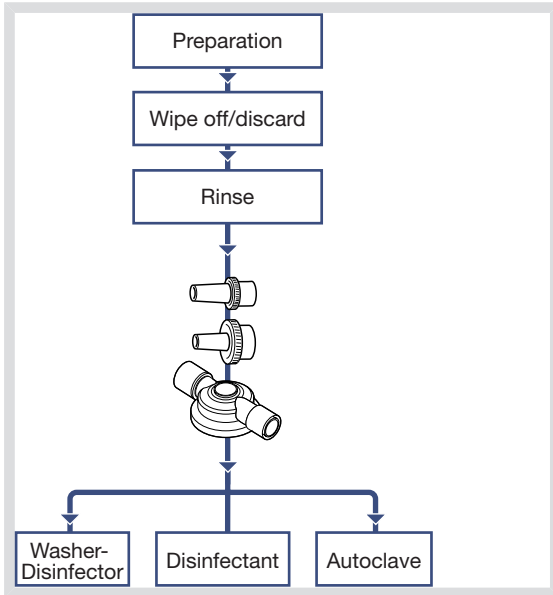 Preparation
Wipe off/discard
Rinse
Washer-
Disinfector
Disinfectant
Autoclave